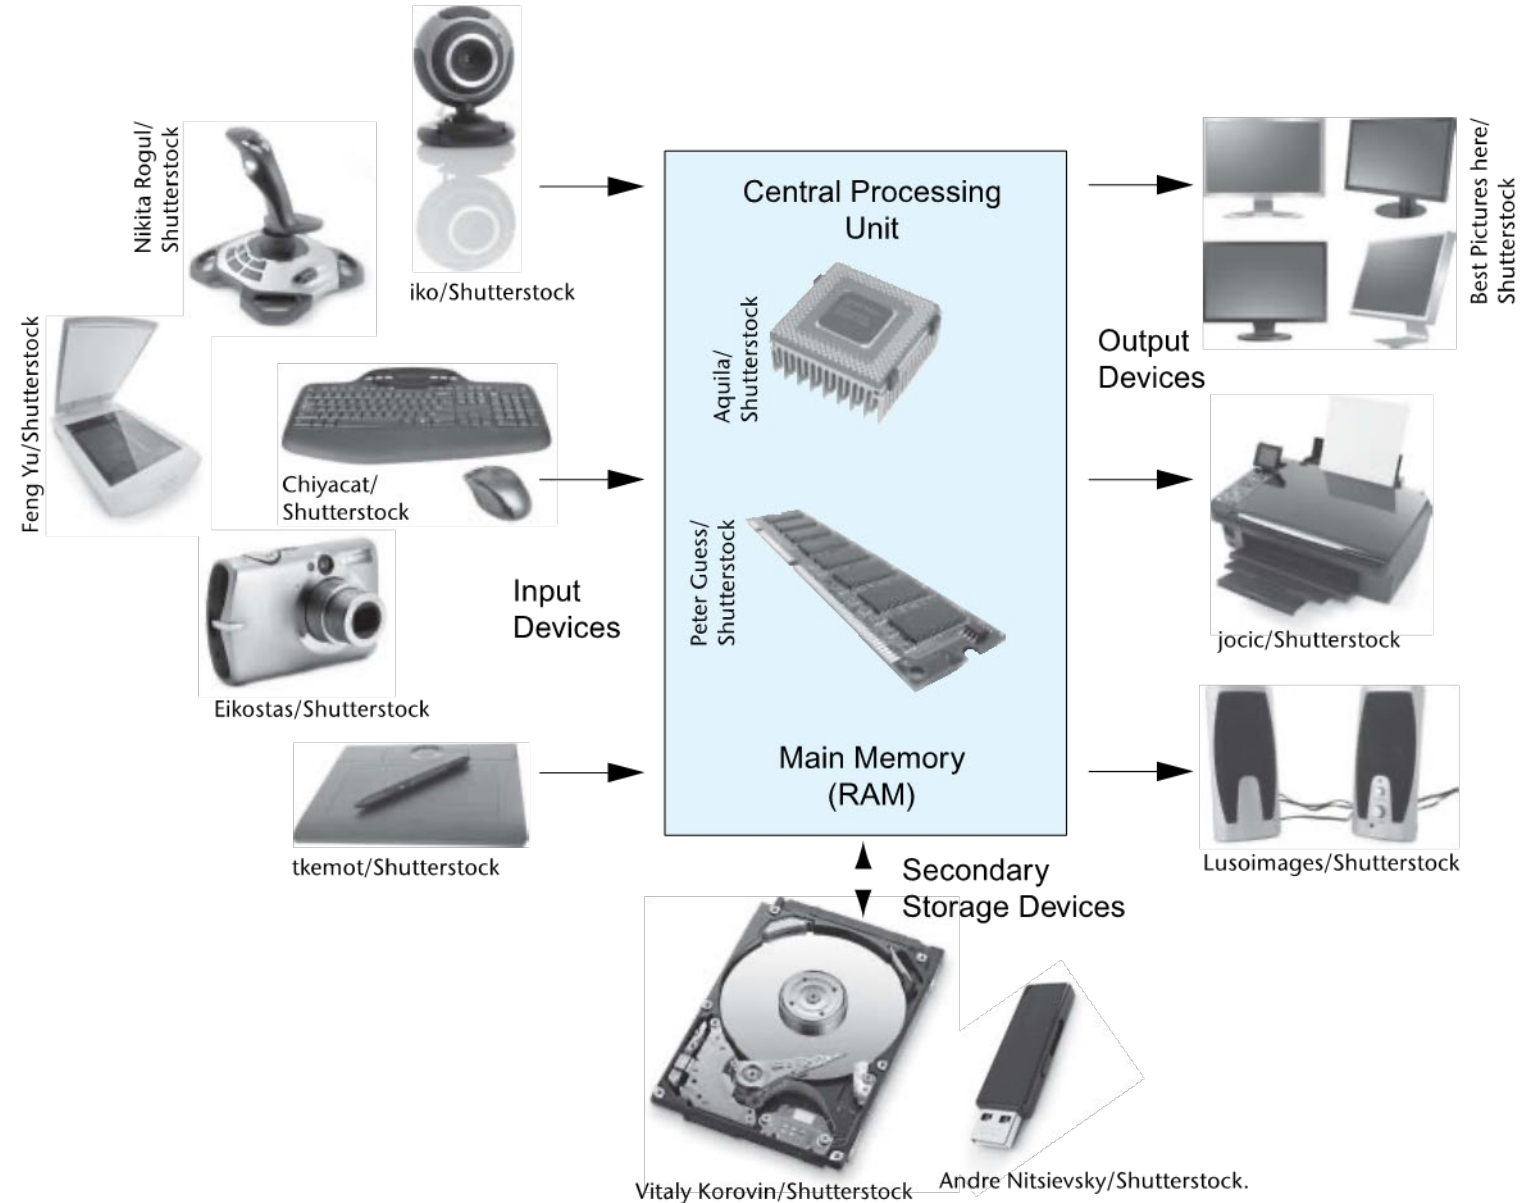 Nikita Rogul/
Shutterstock
iko/Shutterstock
Feng Yu/Shutterstock
Chiyacat/
Shutterstock
Eikostas/Shutterstock
Input
Devices
tkemot/Shutterstock
Central Processing
Unit
Aquila/
Shutterstock
Peter Guess/
Shutterstock
Main Memory
(RAM)
Output
Devices
Best Pictures here/
Shutterstock
jocic/Shutterstock
Lusoimages/Shutterstock
Secondary
Storage Devices
Vitaly Korovin/Shutterstock
Andre Nitsievsky/Shutterstock.